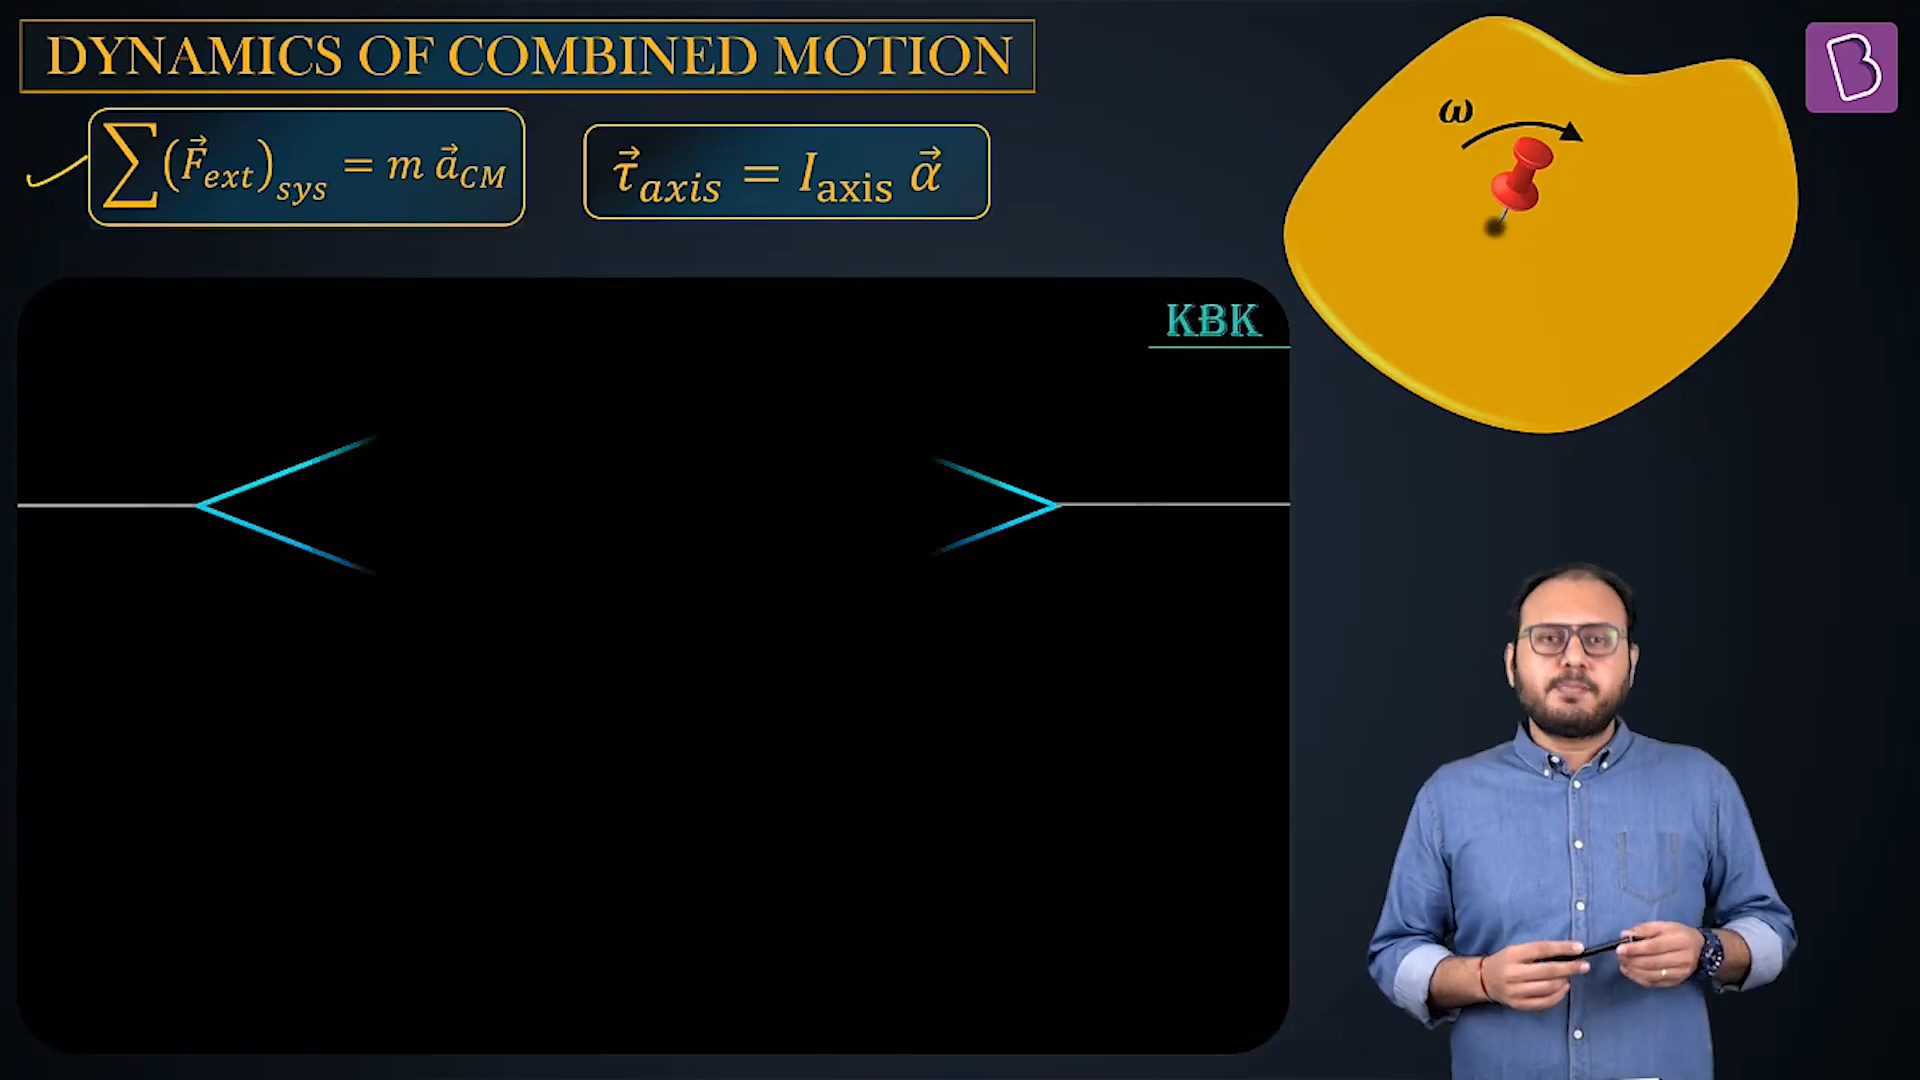 DYNAMICS OF COMBINED MOTION
∑(F⃗ext)sys = m a⃗CM
τ⃗axis = Iaxis α⃗
ω
KBK
B